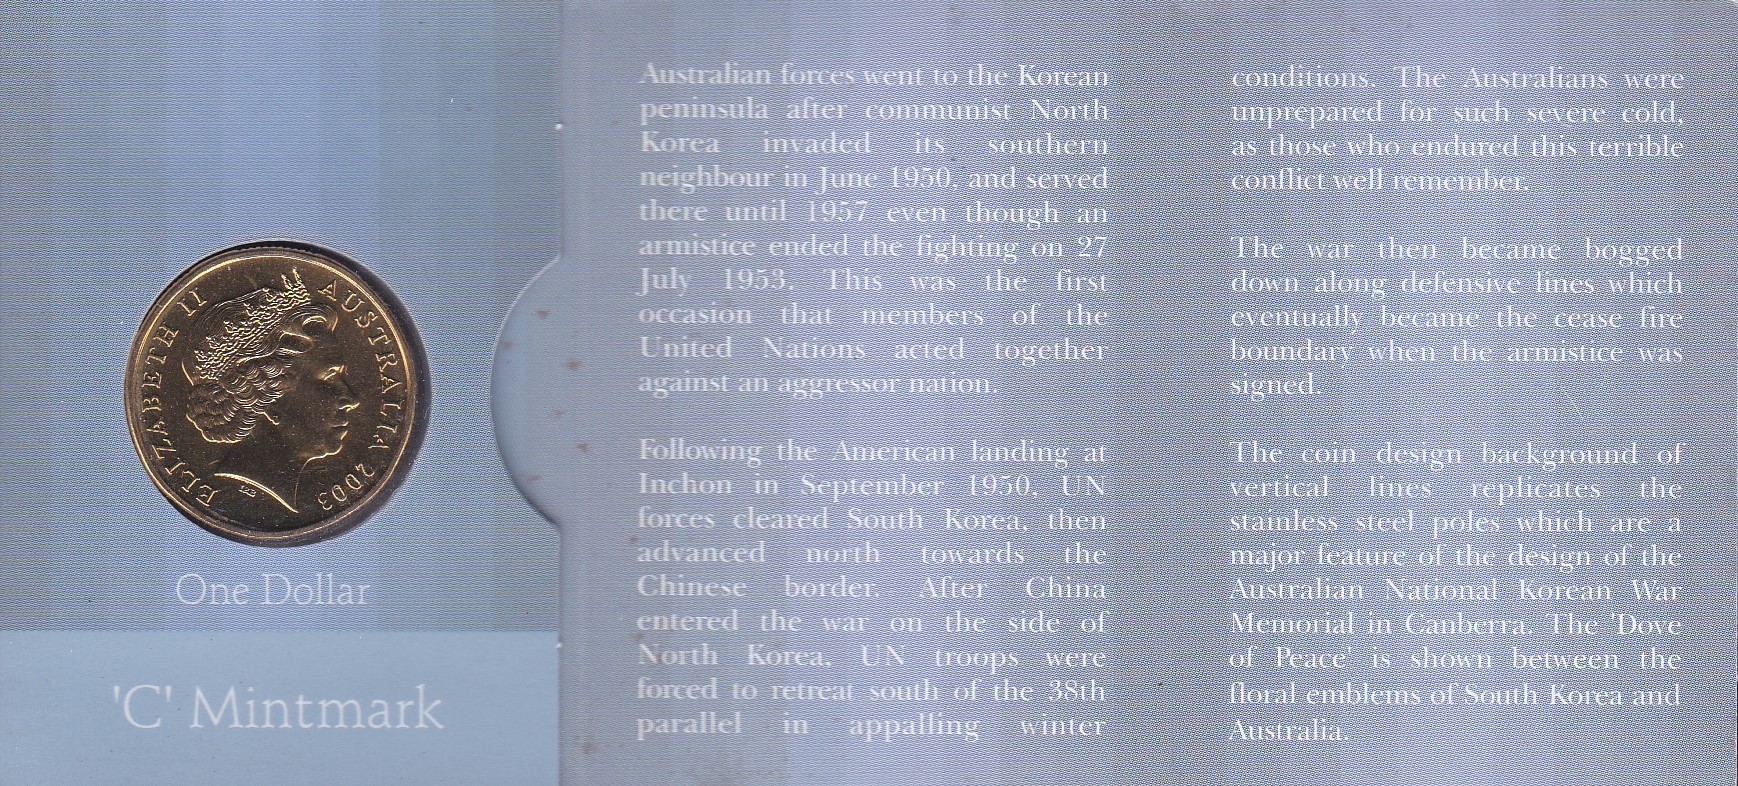 ELIZABETH II AUSTRALIA 2003
IRB
One Dollar
'C' Mintmark
Australian forces went to the Korean
peninsula after communist North
Korea invaded its southern
neighbour in June 1950, and served
there until 1957 even though an
armistice ended the fighting on 27
July 1953. This was the first
occasion that members of the
United Nations acted together
against an aggressor nation.
Following the American landing at
Inchon in September 1950, UN
forces cleared South Korea, then
advanced north towards the
Chinese border. After China
entered the war on the side of
North Korea, UN troops were
forced to retreat south of the 38th
parallel in appalling winter
conditions. The Australians were
unprepared for such severe cold,
as those who endured this terrible
conflict well remember.
The war then became bogged
down along defensive lines which
eventually became the cease fire
boundary when the armistice was
signed.
The coin design background of
vertical lines replicates the
stainless steel poles which are a
major feature of the design of the
Australian National Korean War
Memorial in Canberra. The 'Dove
of Peace' is shown between the
floral emblems of South Korea and
Australia.